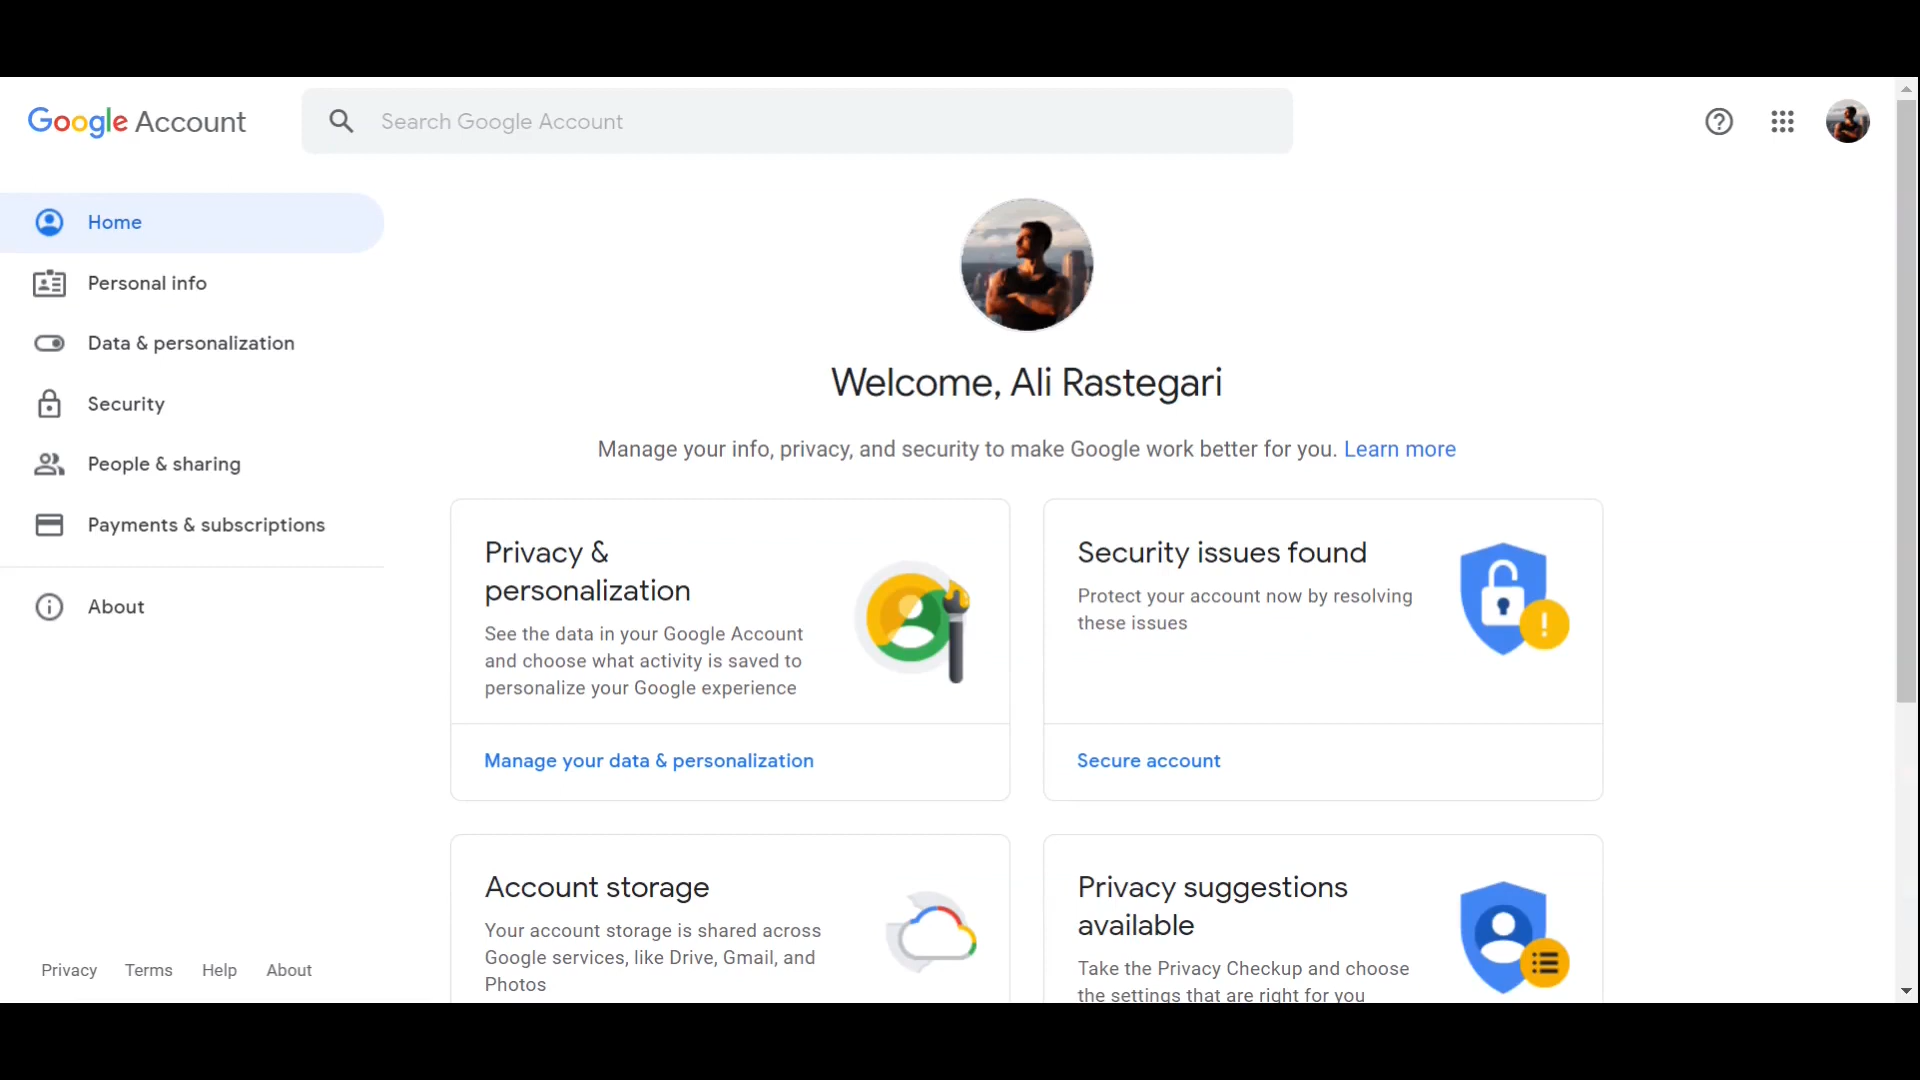 Google Account
Search Google Account
Home
Personal info
Data & personalization
Security
People & sharing
Payments & subscriptions
About
Privacy
Terms
Help
About
Welcome, Ali Rastegari
Manage your info, privacy, and security to make Google work better for you. Learn more
Privacy &
personalization
See the data in your Google Account
and choose what activity is saved to
personalize your Google experience
Manage your data & personalization
Security issues found
Protect your account now by resolving
these issues
Secure account
Account storage
Your account storage is shared across
Google services, like Drive, Gmail, and
Photos
Privacy suggestions
available
Take the Privacy Checkup and choose
the settings that are right for you